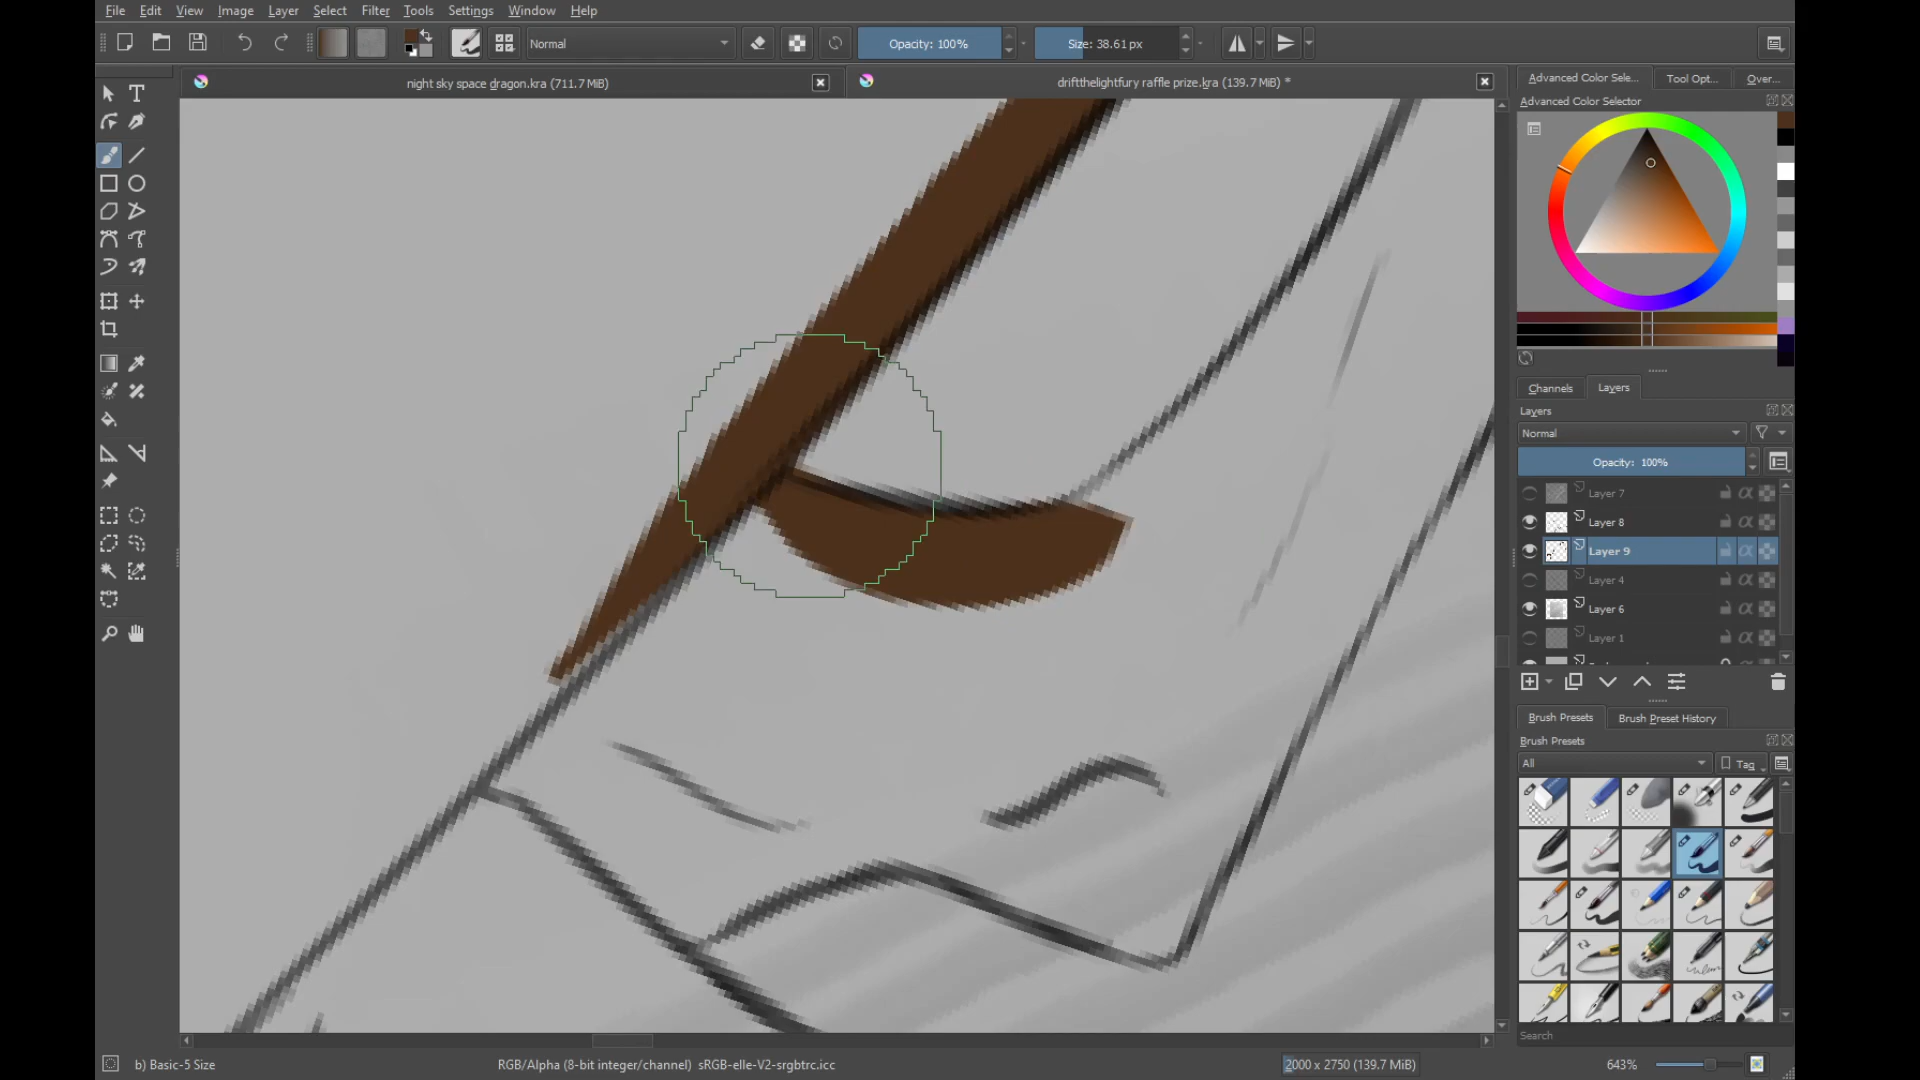 File Edit View Image Layer Select Filter Tools Settings Window Help
Normal
Opacity: 100%
Size: 38.61 px
night sky space dragon.kra (711.7 MiB)
driftthelightfury raffle prize.kra (139.7 MiB) *
Advanced Color Sele...
Tool Opt...
Over...
Advanced Color Selector
Channels
Layers
Layers
Normal
Opacity: 100%
Layer 7
Layer 8
Layer 9
Layer 4
Layer 6
Layer 1
Brush Presets
Brush Preset History
Brush Presets
All
Tag
Search
b) Basic-5 Size
RGB/Alpha (8-bit integer/channel) sRGB-elle-V2-srgbtrc.icc
2000 x 2750 (139.7 MiB)
643%